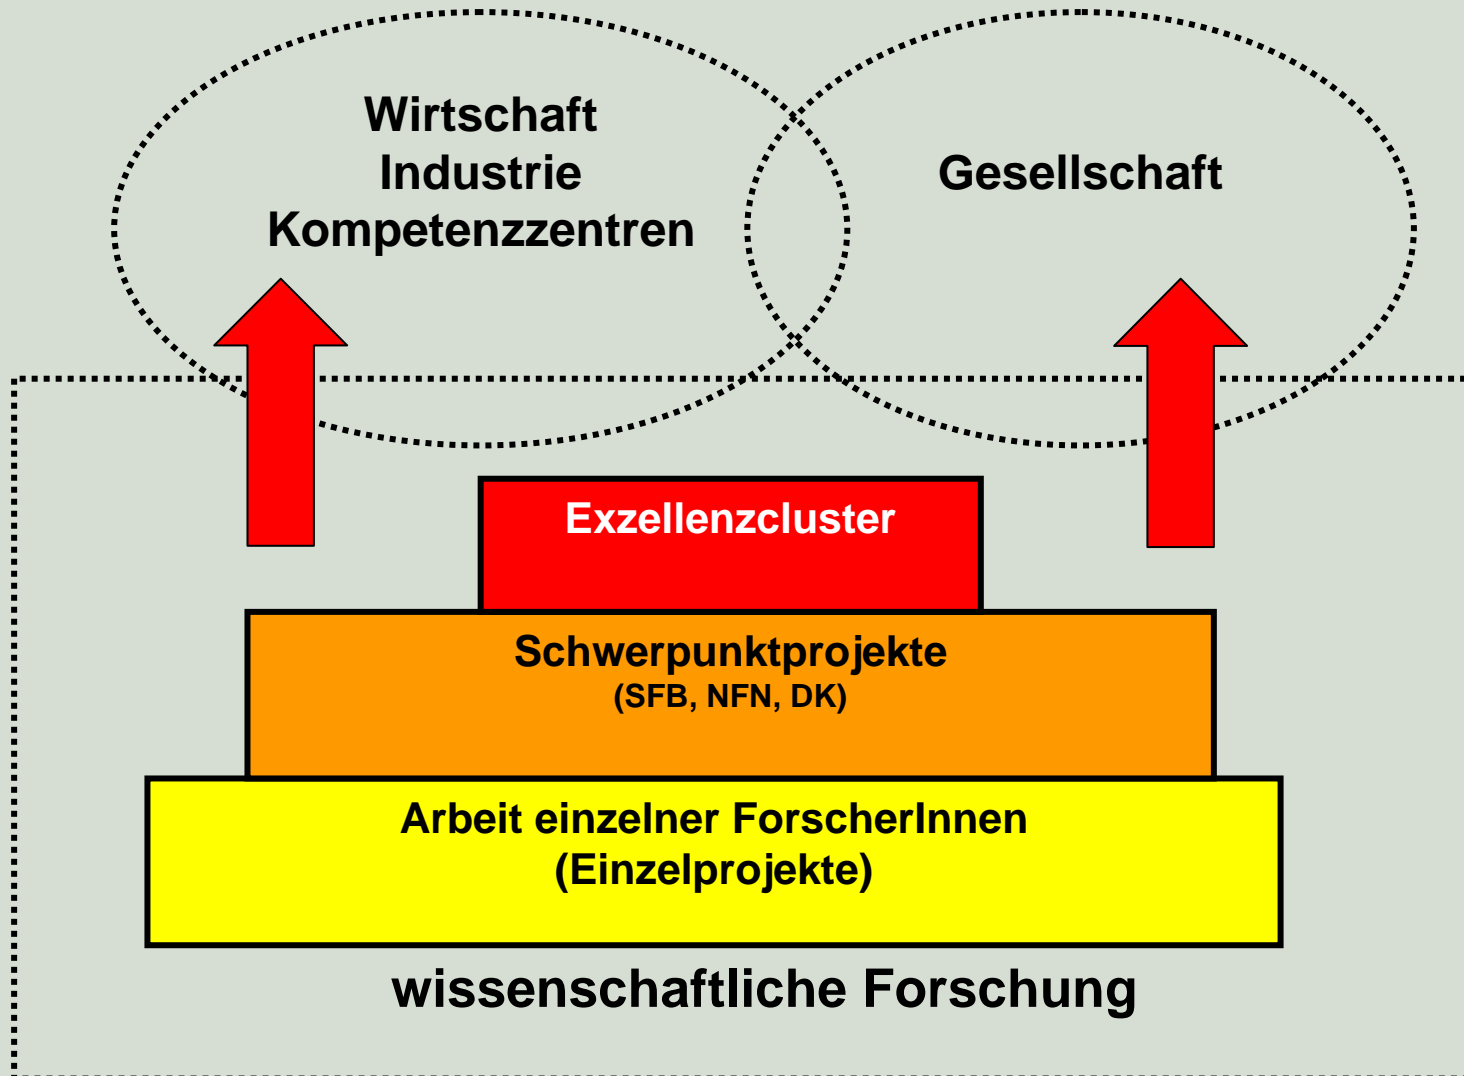 Wirtschaft
Industrie
Kompetenzzentren
Gesellschaft
Exzellenzcluster
Schwerpunktprojekte
(SFB, NFN, DK)
Arbeit einzelner ForscherInnen
(Einzelprojekte)
wissenschaftliche Forschung